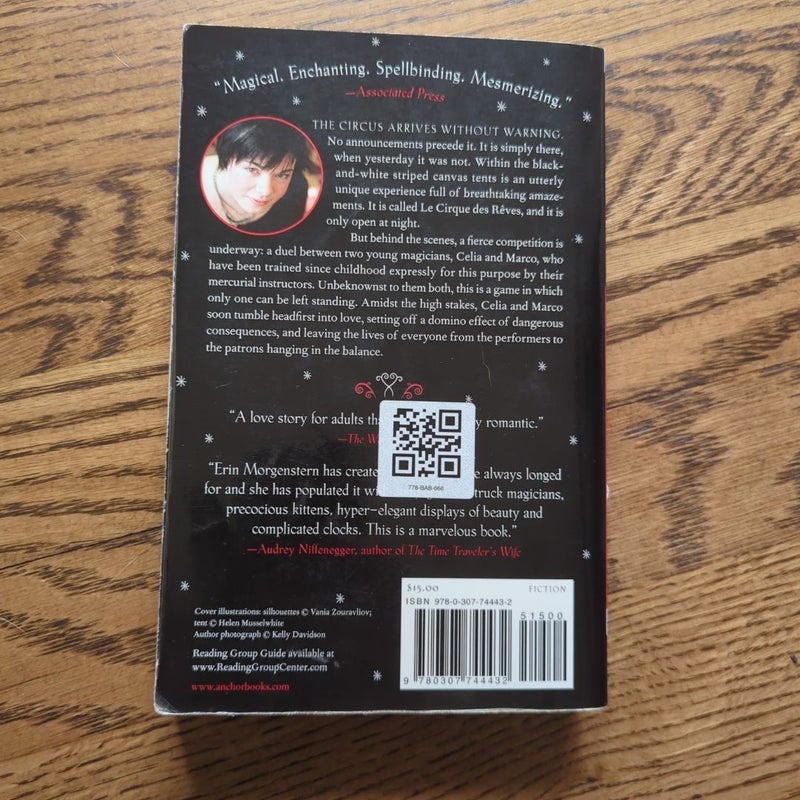 "Magical. Enchanting. Spellbinding. Mesmerizing."
—Associated Press
THE CIRCUS ARRIVES WITHOUT WARNING.
No announcements precede it. It is simply there,
when yesterday it was not. Within the black-
and-white striped canvas tents is an utterly
unique experience full of breathtaking amaze-
ments. It is called Le Cirque des Rêves, and it is
only open at night.
But behind the scenes, a fierce competition is
underway: a duel between two young magicians, Celia and Marco, who
have been trained since childhood expressly for this purpose by their
mercurial instructors. Unbeknownst to them both, this is a game in which
only one can be left standing. Amidst the high stakes, Celia and Marco
soon tumble headfirst into love, setting off a domino effect of dangerous
consequences, and leaving the lives of everyone from the performers to
the patrons hanging in the balance.
"A love story for adults romantic."
—The
"Erin Morgenstern has always longed
for and she has populated it magicians,
precocious kittens, hyper-elegant displays of beauty and
complicated clocks. This is a marvelous book."
—Audrey Niffenegger, author of The Time Traveler's Wife
778-BAB-666
$15.00 FICTION
ISBN 978-0-307-74443-2
51500
9 780307 744432
Cover illustrations: silhouettes © Vania Zouravliov;
tent © Helen Musselwhite
Author photograph © Kelly Davidson
Reading Group Guide available at
www.ReadingGroupCenter.com
www.anchorbooks.com